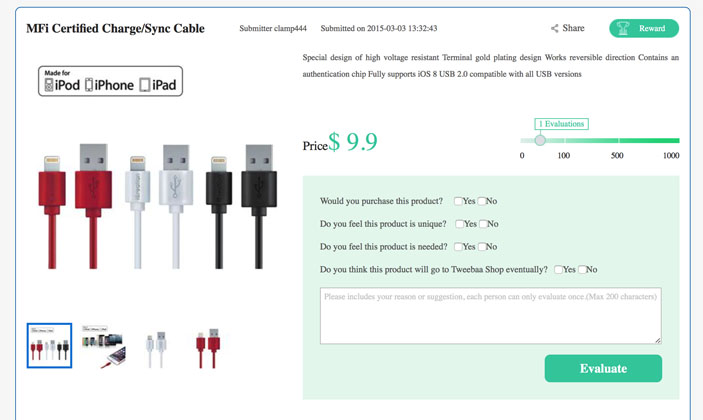 MFi Certified Charge/Sync Cable
Submitter clamp444
Submitted on 2015-03-03 13:32:43
Share
Reward
Made for
iPod iPhone iPad
Special design of high voltage resistant Terminal gold plating design Works reversible direction Contains an
authentication chip Fully supports iOS 8 USB 2.0 compatible with all USB versions
Price$ 9.9
1 Evaluations
0 100 500 1000
Would you purchase this product? Yes No
Do you feel this product is unique? Yes No
Do you feel this product is needed? Yes No
Do you think this product will go to Tweebaa Shop eventually? Yes No
Please includes your reason or suggestion, each person can only evaluate once.(Max 200 characters)
Evaluate